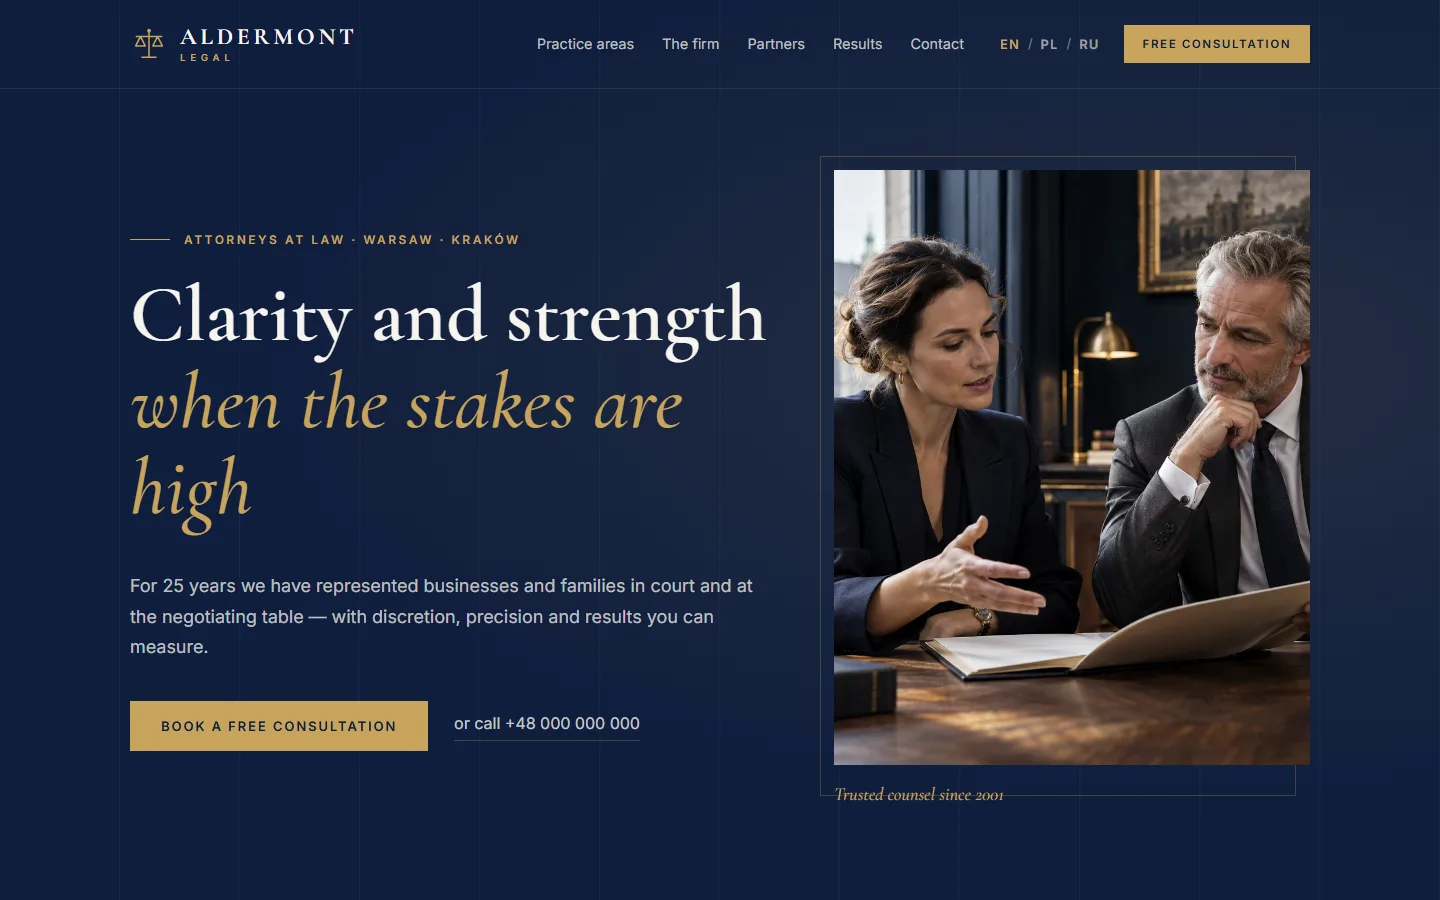 ALDERMONT
LEGAL
Practice areas
The firm
Partners
Results
Contact
EN / PL / RU
FREE CONSULTATION
ATTORNEYS AT LAW · WARSAW · KRAKÓW
Clarity and strength
when the stakes are
high
For 25 years we have represented businesses and families in court and at
the negotiating table — with discretion, precision and results you can
measure.
BOOK A FREE CONSULTATION
or call +48 000 000 000
Trusted counsel since 2001